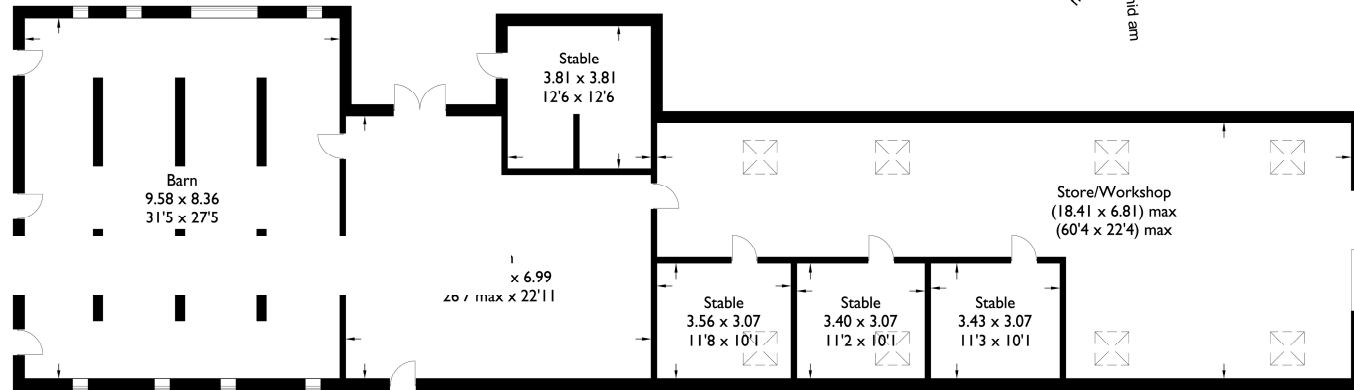 Stable
3.81 x 3.81
12'6 x 12'6
Barn
9.58 x 8.36
31'5 x 27'5
Store/Workshop
(18.41 x 6.81) max
(60'4 x 22'4) max
x 6.99
max x 22'11
Stable
3.56 x 3.07
11'8 x 10'1
Stable
3.40 x 3.07
11'2 x 10'1
Stable
3.43 x 3.07
11'3 x 10'1
am